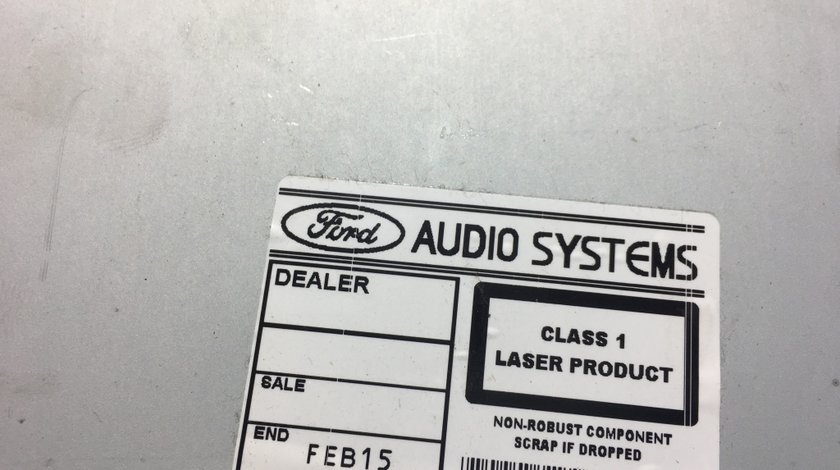 Ford AUDIO SYSTEMS
DEALER
CLASS 1
LASER PRODUCT
SALE
NON-ROBUST COMPONENT
SCRAP IF DROPPED
END FEB15